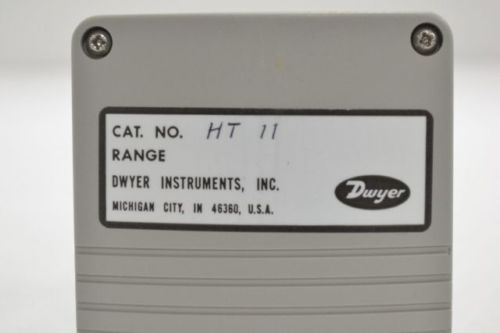 CAT. NO. HT 11
RANGE
DWYER INSTRUMENTS, INC.
MICHIGAN CITY, IN 46360, U.S.A.
Dwyer